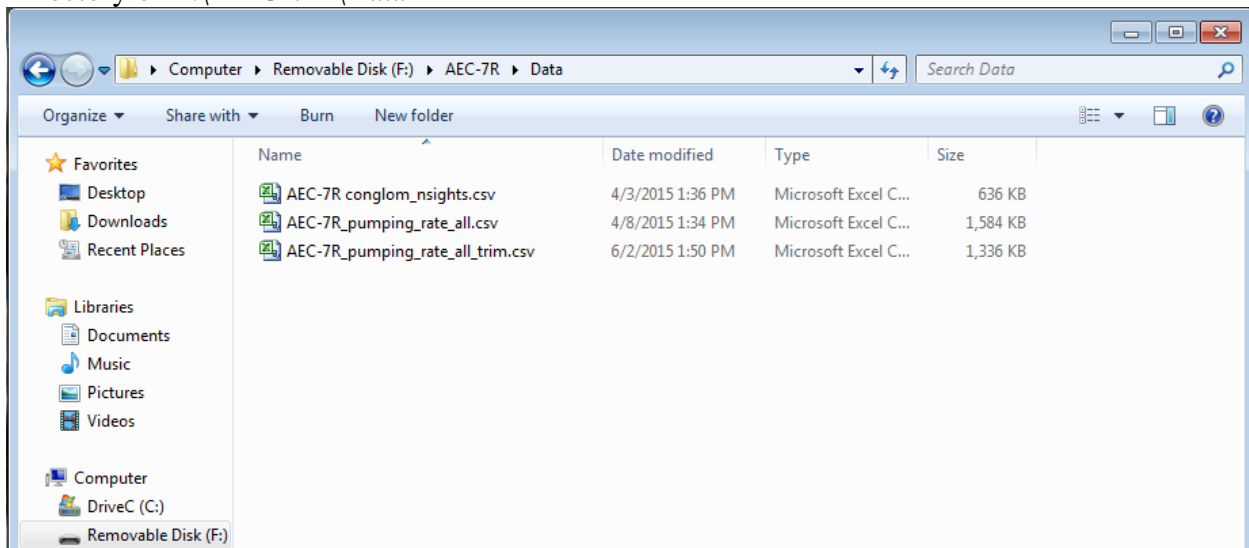 Computer ▸ Removable Disk (F:) ▸ AEC-7R ▸ Data
Search Data
Organize Share with Burn New folder
Favorites
Desktop
Downloads
Recent Places
Libraries
Documents
Music
Pictures
Videos
Computer
DriveC (C:)
Removable Disk (F:)
Name Date modified Type Size
AEC-7R conglom_nsights.csv 4/3/2015 1:36 PM Microsoft Excel C... 636 KB
AEC-7R_pumping_rate_all.csv 4/8/2015 1:34 PM Microsoft Excel C... 1,584 KB
AEC-7R_pumping_rate_all_trim.csv 6/2/2015 1:50 PM Microsoft Excel C... 1,336 KB